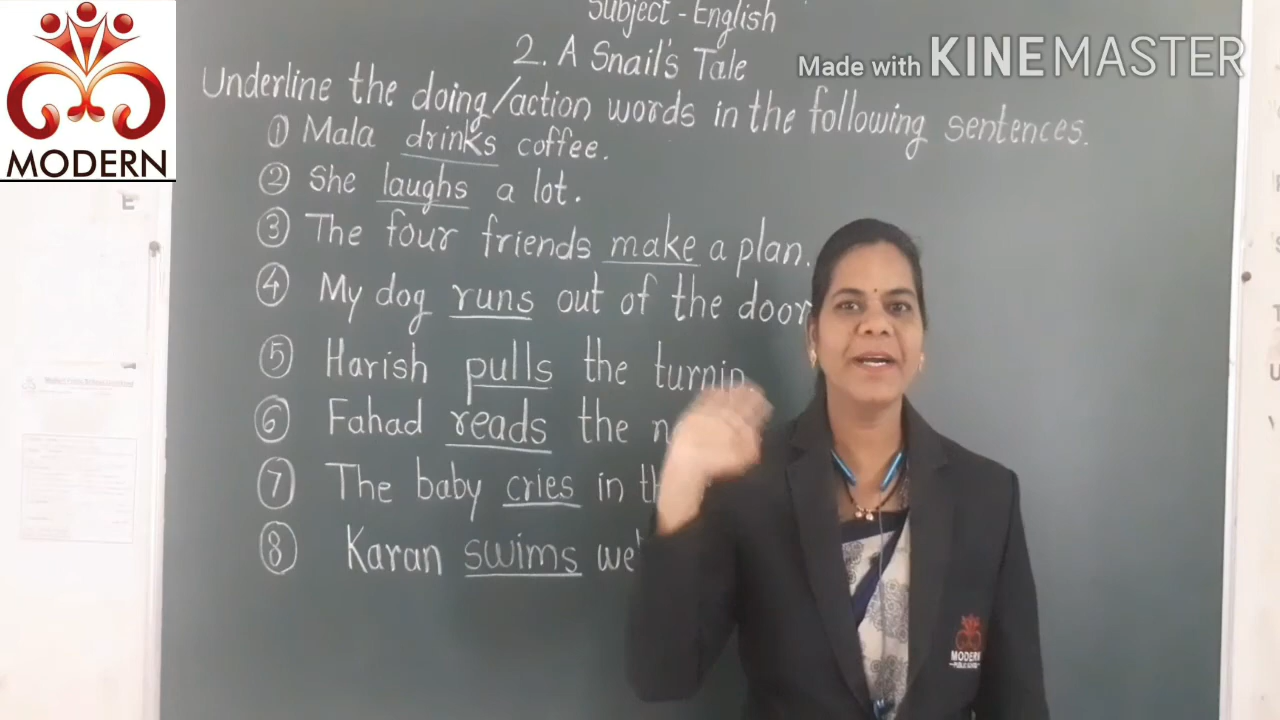 Subject - English
2. A Snail's Tale
Made with KINEMASTER
Underline the doing/action words in the following sentences.
① Mala drinks coffee.
② She laughs a lot.
③ The four friends make a plan.
④ My dog runs out of the door
⑤ Harish pulls the turnip.
⑥ Fahad reads the
⑦ The baby cries in
⑧ Karan swims
MODERN
E
MODERN